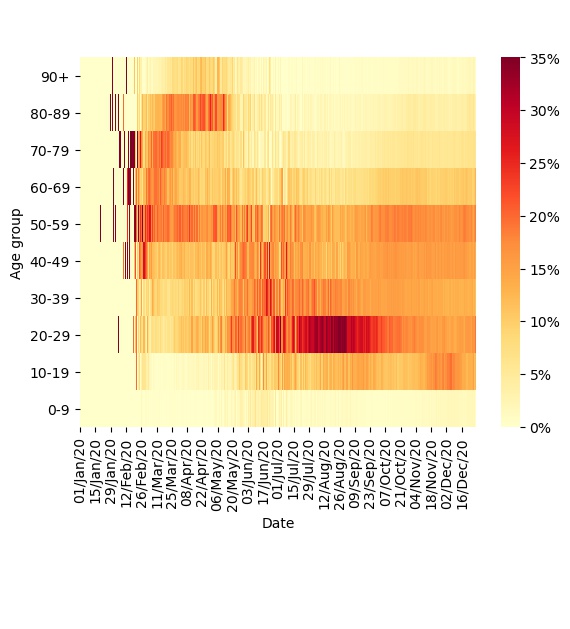 35%
30%
25%
20%
15%
10%
5%
0%
Age group
90+
80-89
70-79
60-69
50-59
40-49
30-39
20-29
10-19
0-9
01/Jan/20
15/Jan/20
29/Jan/20
12/Feb/20
26/Feb/20
11/Mar/20
25/Mar/20
08/Apr/20
22/Apr/20
06/May/20
20/May/20
03/Jun/20
17/Jun/20
01/Jul/20
15/Jul/20
29/Jul/20
12/Aug/20
26/Aug/20
09/Sep/20
23/Sep/20
07/Oct/20
21/Oct/20
04/Nov/20
18/Nov/20
02/Dec/20
16/Dec/20
Date